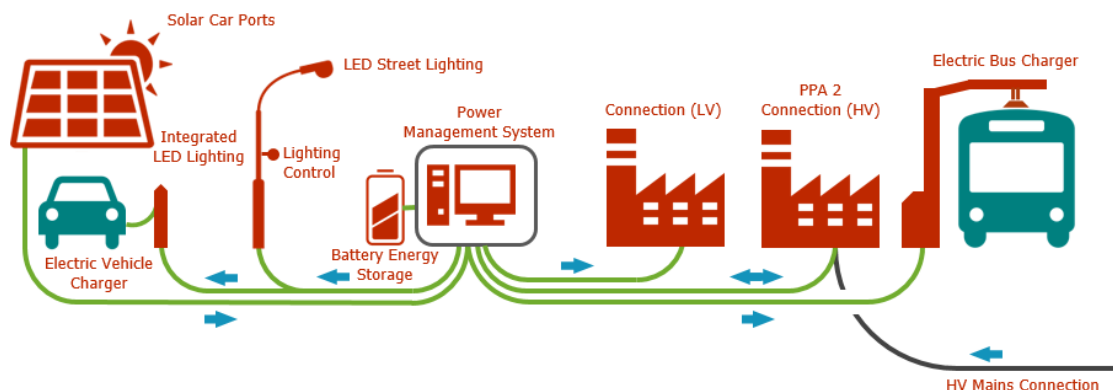 Solar Car Ports
LED Street Lighting
Electric Bus Charger
PPA 2
Connection (HV)
Connection (LV)
Power
Management System
Integrated
LED Lighting
Lighting
Control
Battery Energy
Storage
Electric Vehicle
Charger
HV Mains Connection